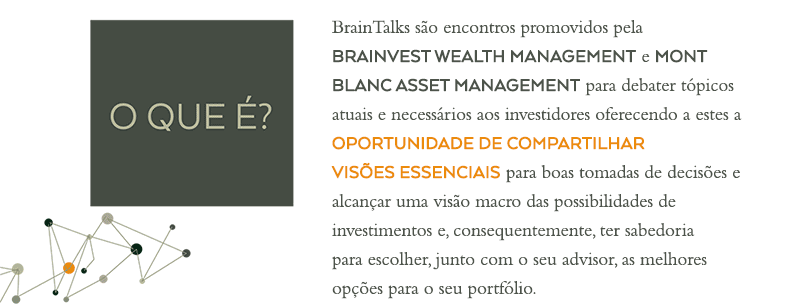 O QUE É?
BrainTalks são encontros promovidos pela
BRAINVEST WEALTH MANAGEMENT e MONT
BLANC ASSET MANAGEMENT para debater tópicos
atuais e necessários aos investidores oferecendo a estes a
OPORTUNIDADE DE COMPARTILHAR
VISÕES ESSENCIAIS para boas tomadas de decisões e
alcançar uma visão macro das possibilidades de
investimentos e, consequentemente, ter sabedoria
para escolher, junto com o seu advisor, as melhores
opções para o seu portfólio.